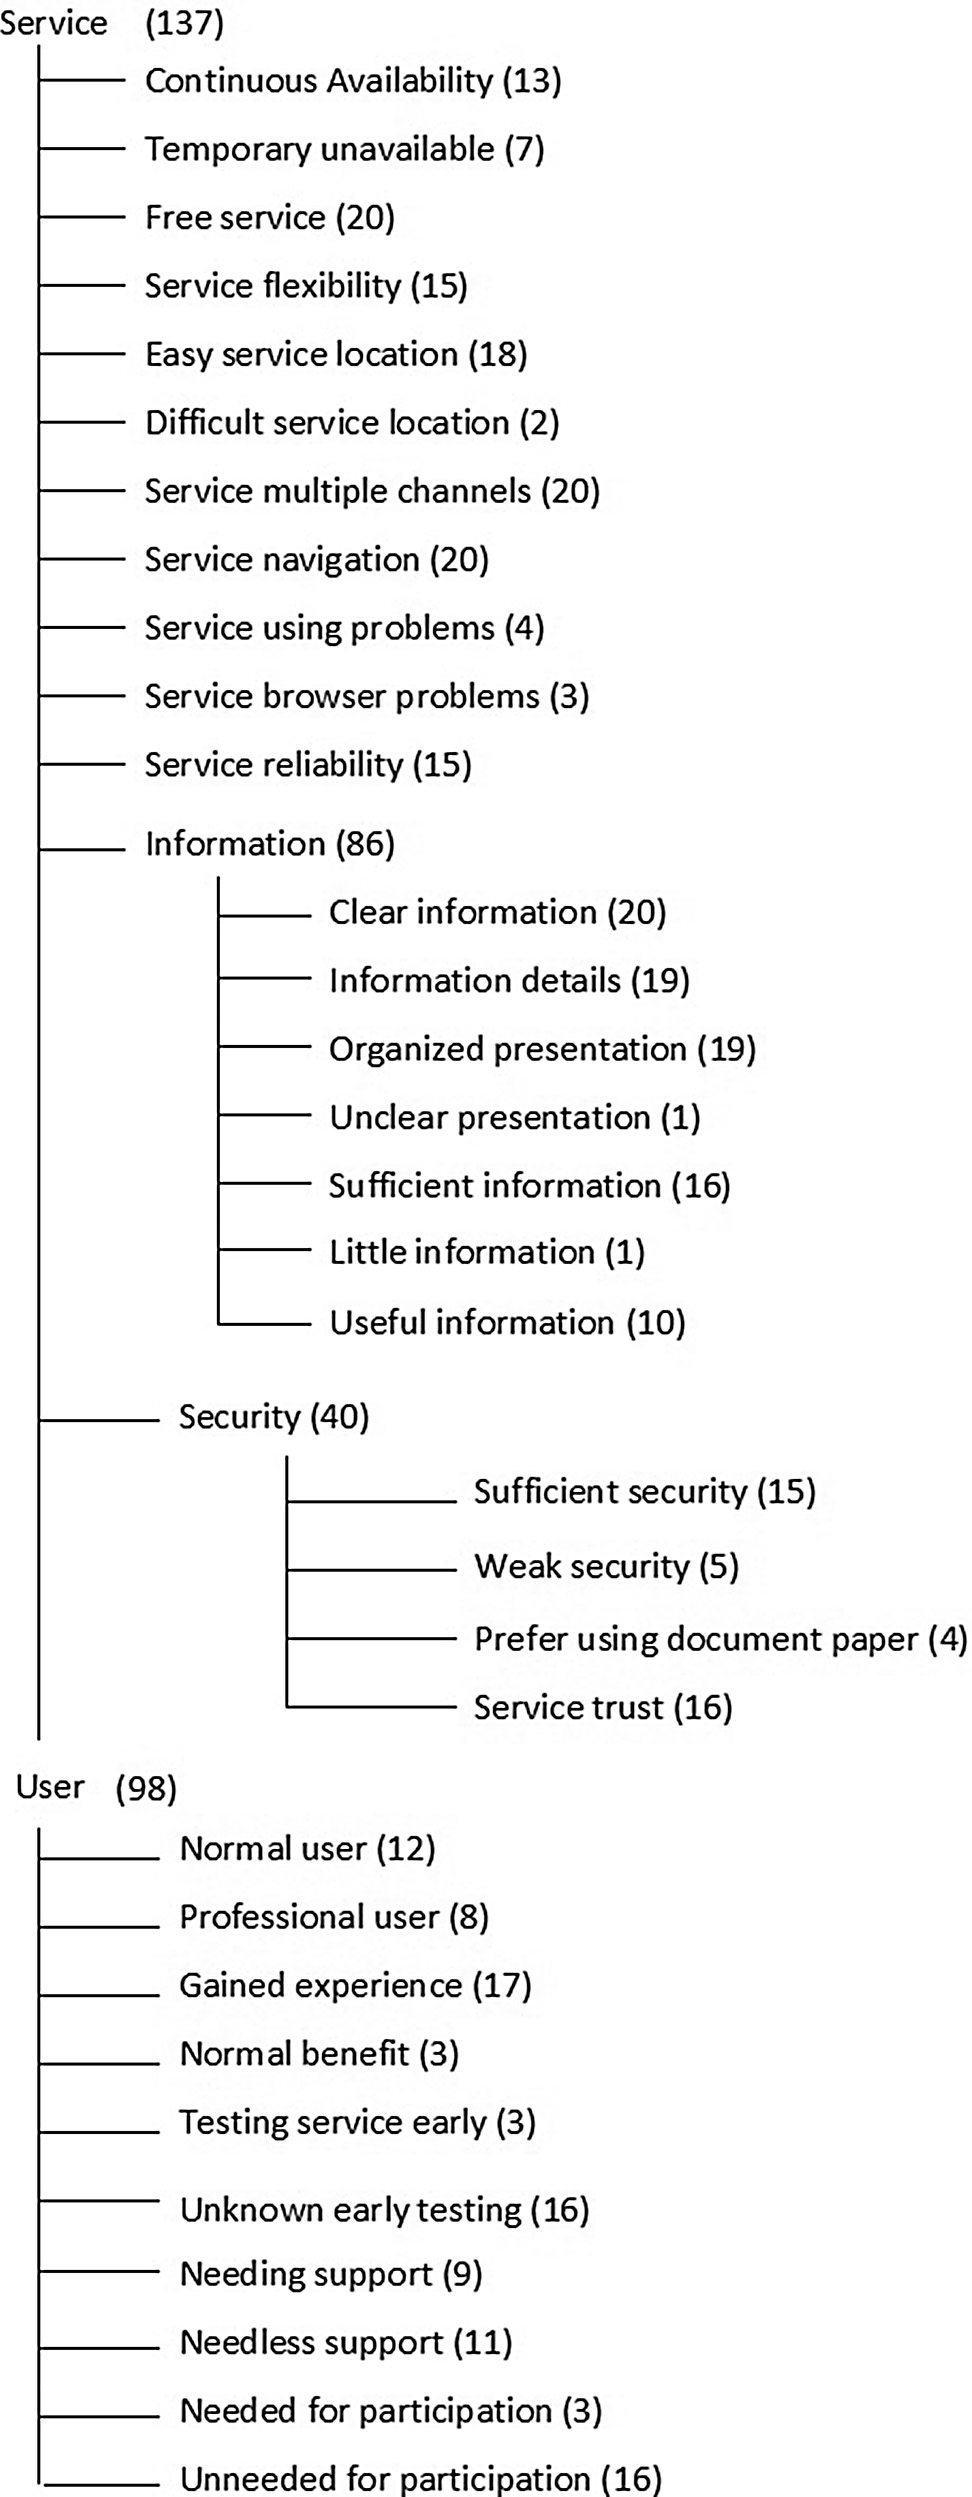 Service (137)
Continuous Availability (13)
Temporary unavailable (7)
Free service (20)
Service flexibility (15)
Easy service location (18)
Difficult service location (2)
Service multiple channels (20)
Service navigation (20)
Service using problems (4)
Service browser problems (3)
Service reliability (15)
Information (86)
Clear information (20)
Information details (19)
Organized presentation (19)
Unclear presentation (1)
Sufficient information (16)
Little information (1)
Useful information (10)
Security (40)
Sufficient security (15)
Weak security (5)
Prefer using document paper (4)
Service trust (16)
User (98)
Normal user (12)
Professional user (8)
Gained experience (17)
Normal benefit (3)
Testing service early (3)
Unknown early testing (16)
Needing support (9)
Needless support (11)
Needed for participation (3)
Unneeded for participation (16)